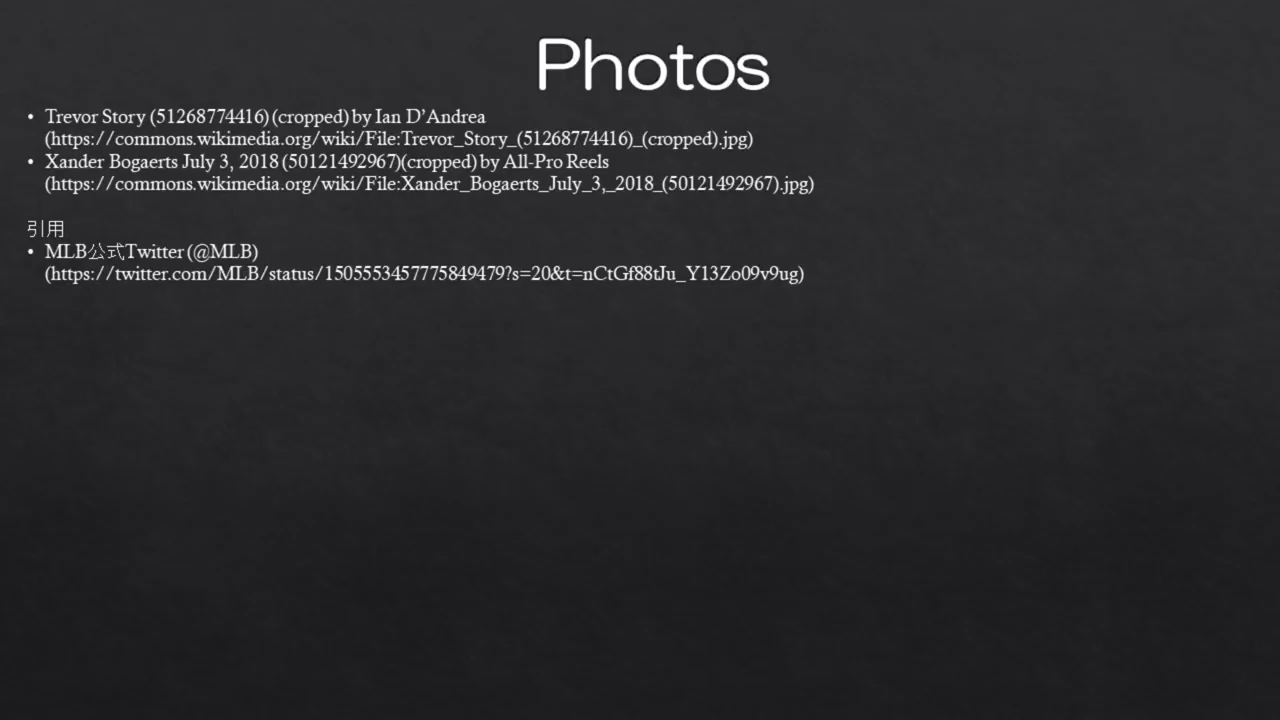 Photos
• Trevor Story (51268774416) (cropped) by Ian D’Andrea
(https://commons.wikimedia.org/wiki/File:Trevor_Story_(51268774416)_(cropped).jpg)
• Xander Bogaerts July 3, 2018 (50121492967)(cropped) by All-Pro Reels
(https://commons.wikimedia.org/wiki/File:Xander_Bogaerts_July_3,_2018_(50121492967).jpg)
引用
• MLB公式Twitter (@MLB)
(https://twitter.com/MLB/status/1505553457775849479?s=20&t=nCtGf88tJu_Y13Zo09v9ug)